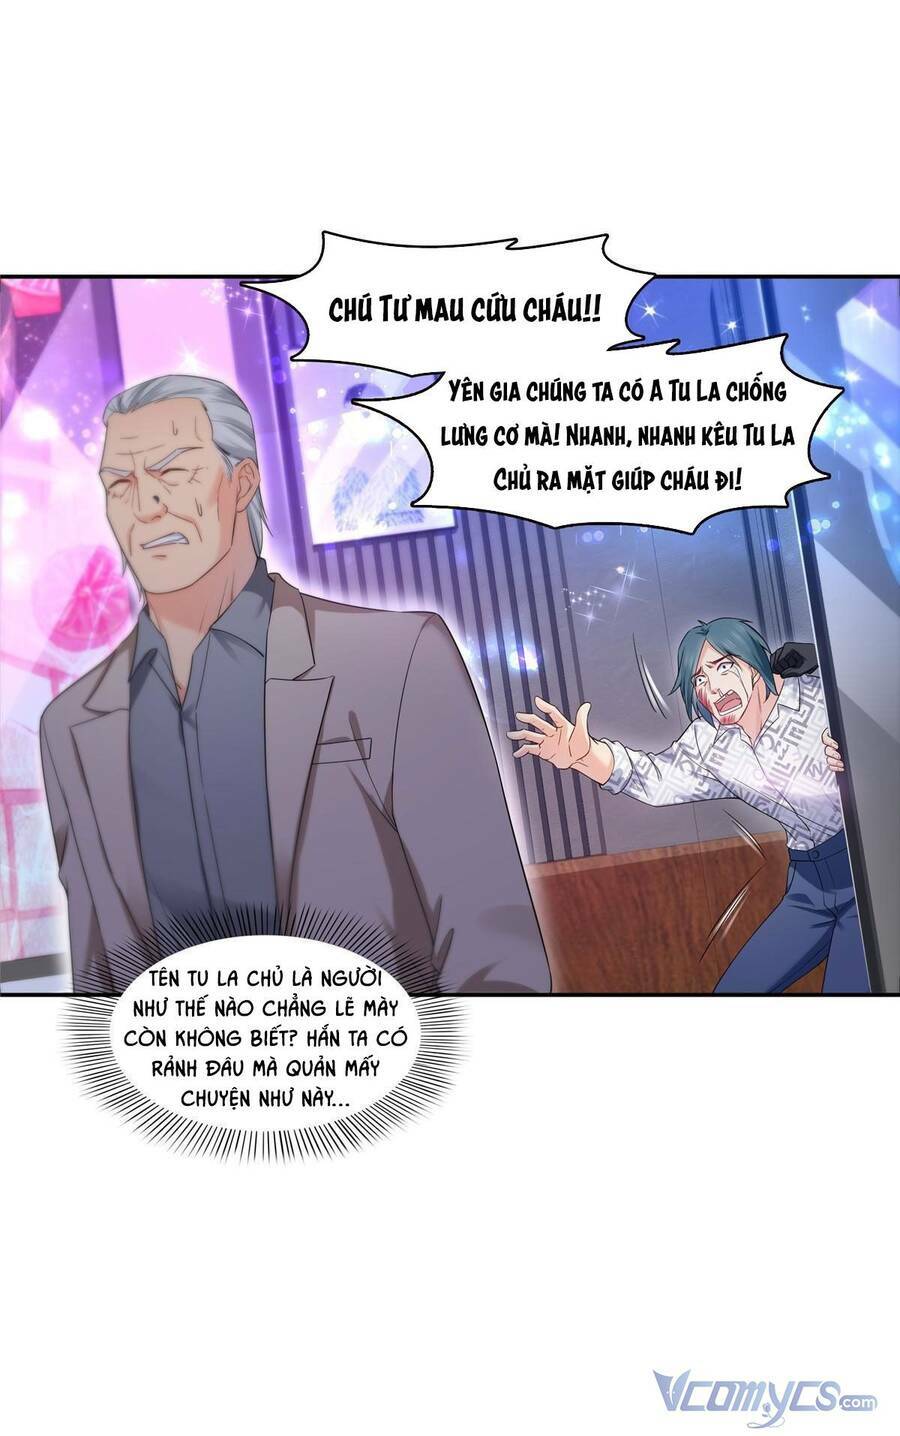 CHÚ TƯ MAU CỨU CHÁU!!
YÊN GIA CHÚNG TA CÓ A TU LA CHỐNG
LƯNG CƠ MÀ! NHANH, NHANH KÊU TU LA
CHỦ RA MẶT GIÚP CHÁU ĐI!
TÊN TU LA CHỦ LÀ NGƯỜI
NHƯ THẾ NÀO CHẲNG LẼ MÀY
CÒN KHÔNG BIẾT? HẮN TA CÓ
RẢNH ĐÂU MÀ QUẢN MẤY
CHUYỆN NHƯ NÀY...
VCOMYCS.com